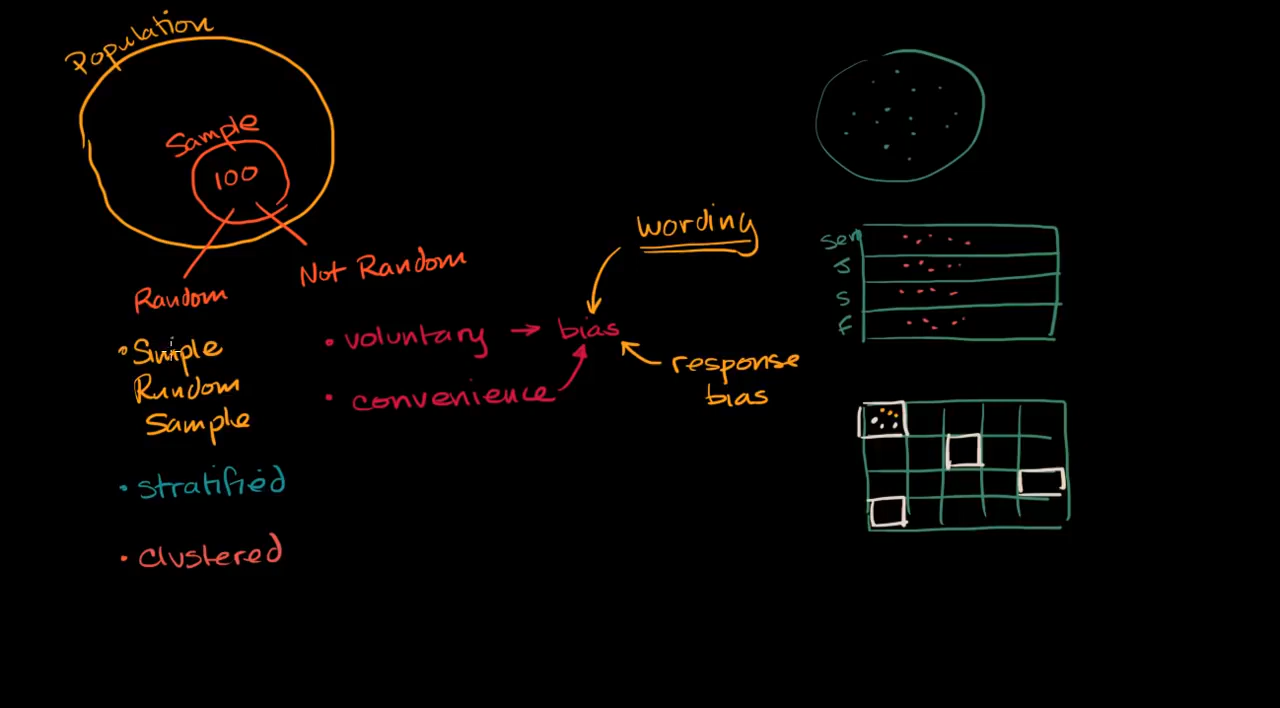 Population
Sample
100
Random
Not Random
• Simple
Random
Sample
• stratified
• clustered
• voluntary → bias
• convenience
wording
response
bias
sen
J
S
f